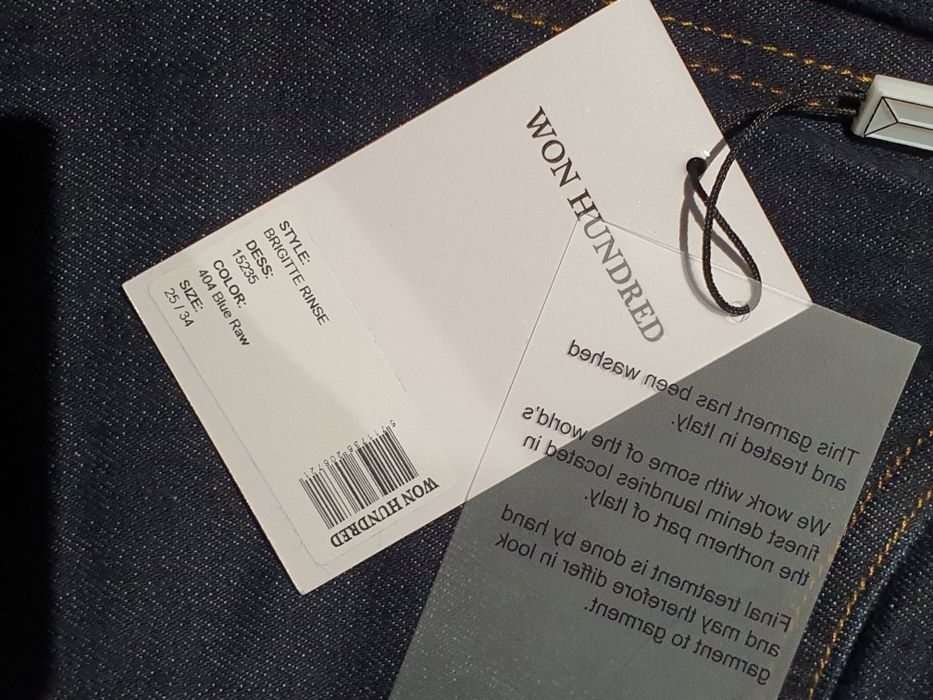 WON HUNDRED
STYLE:
BRIGITTE RINSE
DESS:
15235
COLOR:
404 Blue Raw
SIZE:
25 / 34
WON HUNDRED
This garment has been washed
and treated in Italy.
We work with some of the world's
finest denim laundries located in
the northern part of Italy.
Final treatment is done by hand
and may therefore differ in look
garment to garment.